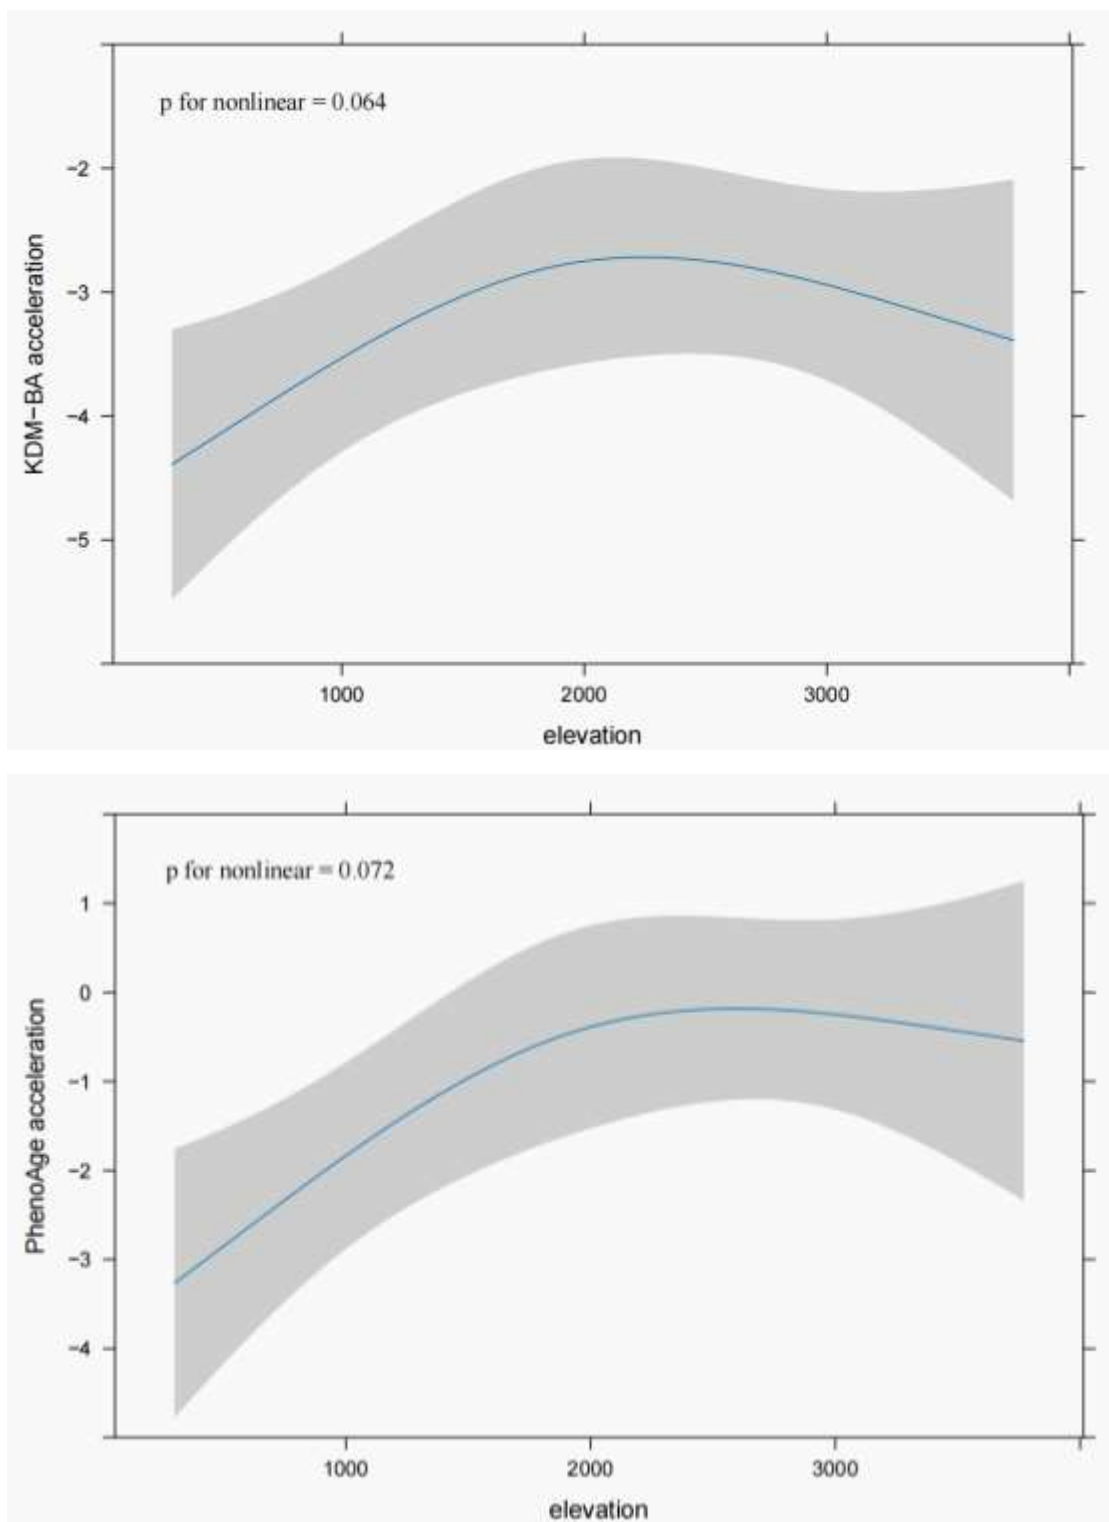 p for nonlinear = 0.064
KDM−BA acceleration
−2
−3
−4
−5
1000 2000 3000
elevation
p for nonlinear = 0.072
PhenoAge acceleration
1
0
−1
−2
−3
−4
1000 2000 3000
elevation